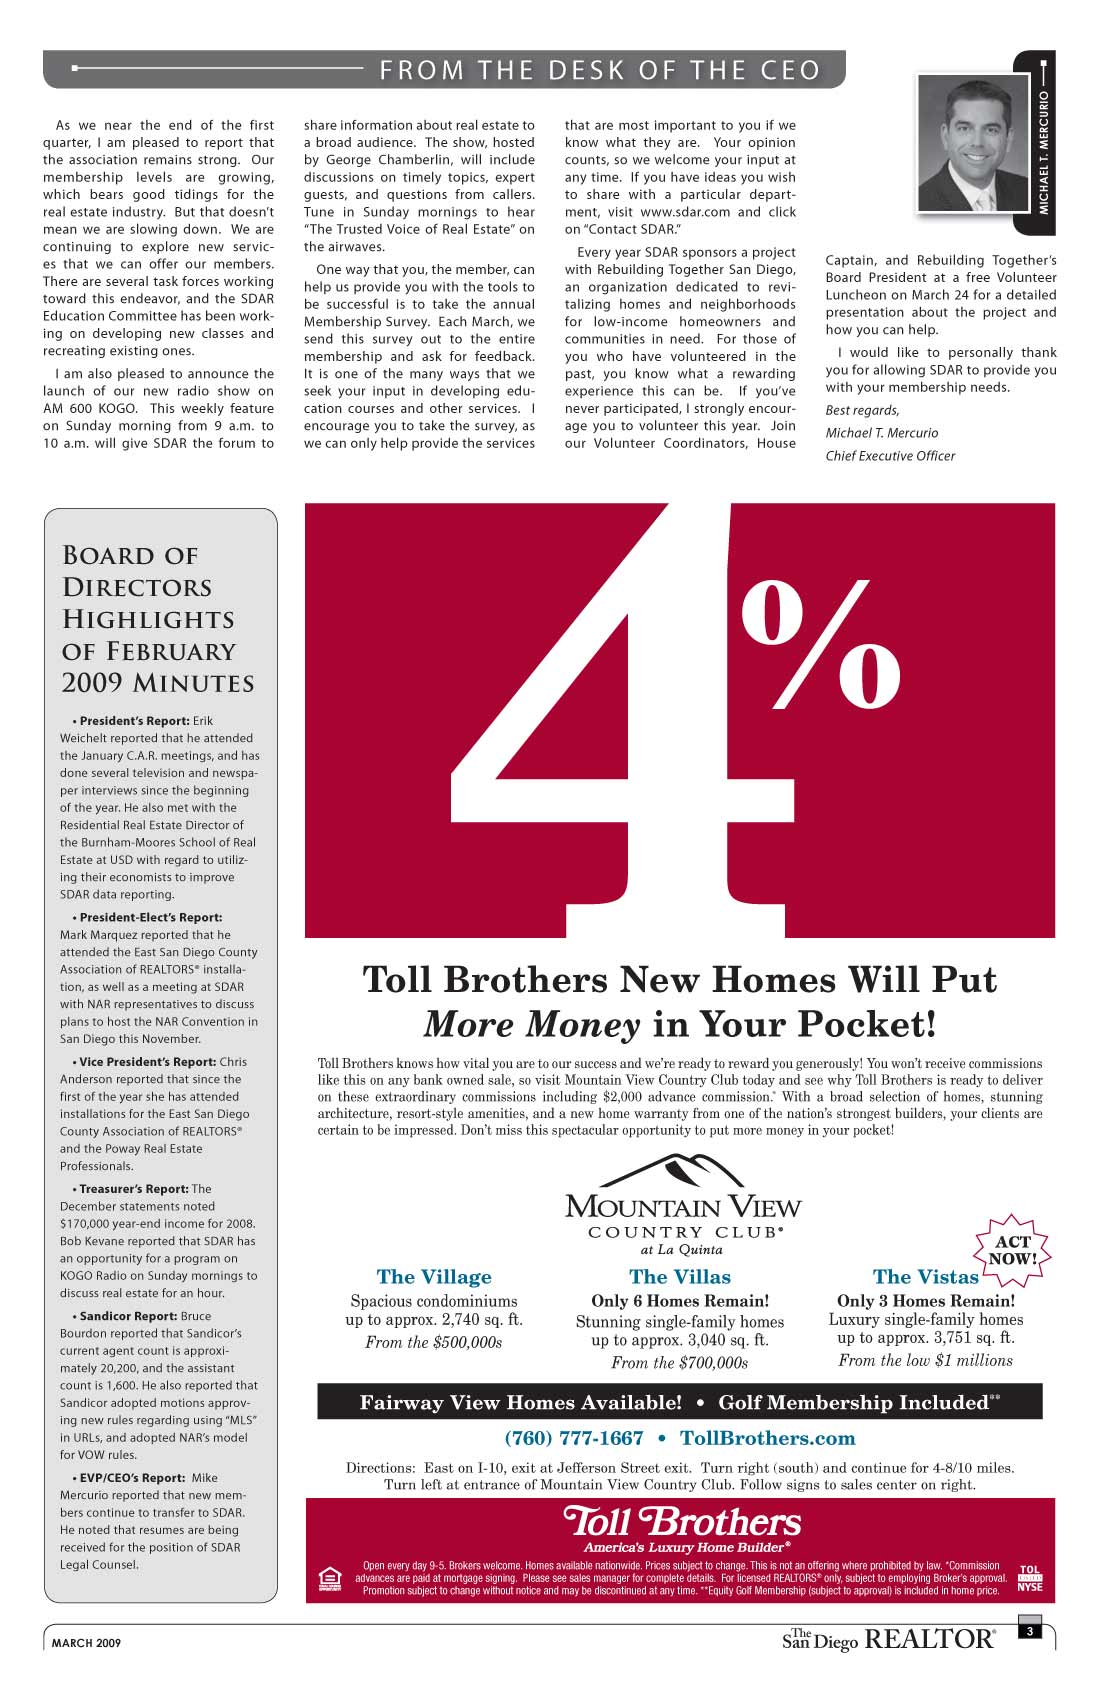 FROM THE DESK OF THE CEO
As we near the end of the first
quarter, I am pleased to report that
the association remains strong. Our
membership levels are growing,
which bears good tidings for the
real estate industry. But that doesn't
mean we are slowing down. We are
continuing to explore new servic-
es that we can offer our members.
There are several task forces working
toward this endeavor, and the SDAR
Education Committee has been work-
ing on developing new classes and
recreating existing ones.
I am also pleased to announce the
launch of our new radio show on
AM 600 KOGO. This weekly feature
on Sunday morning from 9 a.m. to
10 a.m. will give SDAR the forum to
share information about real estate to
a broad audience. The show, hosted
by George Chamberlin, will include
discussions on timely topics, expert
guests, and questions from callers.
Tune in Sunday mornings to hear
“The Trusted Voice of Real Estate” on
the airwaves.
One way that you, the member, can
help us provide you with the tools to
be successful is to take the annual
Membership Survey. Each March, we
send this survey out to the entire
membership and ask for feedback.
It is one of the many ways that we
seek your input in developing edu-
cation courses and other services. I
encourage you to take the survey, as
we can only help provide the services
that are most important to you if we
know what they are. Your opinion
counts, so we welcome your input at
any time. If you have ideas you wish
to share with a particular depart-
ment, visit www.sdar.com and click
on “Contact SDAR.”
Every year SDAR sponsors a project
with Rebuilding Together San Diego,
an organization dedicated to revi-
talizing homes and neighborhoods
for low-income homeowners and
communities in need. For those of
you who have volunteered in the
past, you know what a rewarding
experience this can be. If you’ve
never participated, I strongly encour-
age you to volunteer this year. Join
our Volunteer Coordinators, House
MICHAEL T. MERCURIO
Captain, and Rebuilding Together’s
Board President at a free Volunteer
Luncheon on March 24 for a detailed
presentation about the project and
how you can help.
I would like to personally thank
you for allowing SDAR to provide you
with your membership needs.
Best regards,
Michael T. Mercurio
Chief Executive Officer
BOARD OF
DIRECTORS
HIGHLIGHTS
OF FEBRUARY
2009 MINUTES
• President’s Report: Erik
Weichelt reported that he attended
the January C.A.R. meetings, and has
done several television and newspa-
per interviews since the beginning
of the year. He also met with the
Residential Real Estate Director of
the Burnham-Moores School of Real
Estate at USD with regard to utiliz-
ing their economists to improve
SDAR data reporting.
• President-Elect’s Report:
Mark Marquez reported that he
attended the East San Diego County
Association of REALTORS® installa-
tion, as well as a meeting at SDAR
with NAR representatives to discuss
plans to host the NAR Convention in
San Diego this November.
• Vice President’s Report: Chris
Anderson reported that since the
first of the year she has attended
installations for the East San Diego
County Association of REALTORS®
and the Poway Real Estate
Professionals.
• Treasurer’s Report: The
December statements noted
$170,000 year-end income for 2008.
Bob Kevane reported that SDAR has
an opportunity for a program on
KOGO Radio on Sunday mornings to
discuss real estate for an hour.
• Sandicor Report: Bruce
Bourdon reported that Sandicor’s
current agent count is approxi-
mately 20,200, and the assistant
count is 1,600. He also reported that
Sandicor adopted motions approv-
ing new rules regarding using “MLS”
in URLs, and adopted NAR’s model
for VOW rules.
• EVP/CEO’s Report: Mike
Mercurio reported that new mem-
bers continue to transfer to SDAR.
He noted that resumes are being
received for the position of SDAR
Legal Counsel.
4%
Toll Brothers New Homes Will Put
More Money in Your Pocket!
Toll Brothers knows how vital you are to our success and we’re ready to reward you generously! You won’t receive commissions
like this on any bank owned sale, so visit Mountain View Country Club today and see why Toll Brothers is ready to deliver
on these extraordinary commissions including $2,000 advance commission.* With a broad selection of homes, stunning
architecture, resort-style amenities, and a new home warranty from one of the nation’s strongest builders, your clients are
certain to be impressed. Don’t miss this spectacular opportunity to put more money in your pocket!
MOUNTAIN VIEW
COUNTRY CLUB®
at La Quinta
ACT
NOW!
The Village
Spacious condominiums
up to approx. 2,740 sq. ft.
From the $500,000s
The Villas
Only 6 Homes Remain!
Stunning single-family homes
up to approx. 3,040 sq. ft.
From the $700,000s
The Vistas
Only 3 Homes Remain!
Luxury single-family homes
up to approx. 3,751 sq. ft.
From the low $1 millions
Fairway View Homes Available! • Golf Membership Included**
(760) 777-1667 • TollBrothers.com
Directions: East on I-10, exit at Jefferson Street exit. Turn right (south) and continue for 4-8/10 miles.
Turn left at entrance of Mountain View Country Club. Follow signs to sales center on right.
Toll Brothers
America's Luxury Home Builder®
Open every day 9-5. Brokers welcome. Homes available nationwide. Prices subject to change. This is not an offering where prohibited by law. *Commission
advances are paid at mortgage signing. Please see sales manager for complete details. For licensed REALTORS® only, subject to employing Broker’s approval.
Promotion subject to change without notice and may be discontinued at any time. **Equity Golf Membership (subject to approval) is included in home price.
TOL
NYSE
MARCH 2009
The San Diego REALTOR®
3